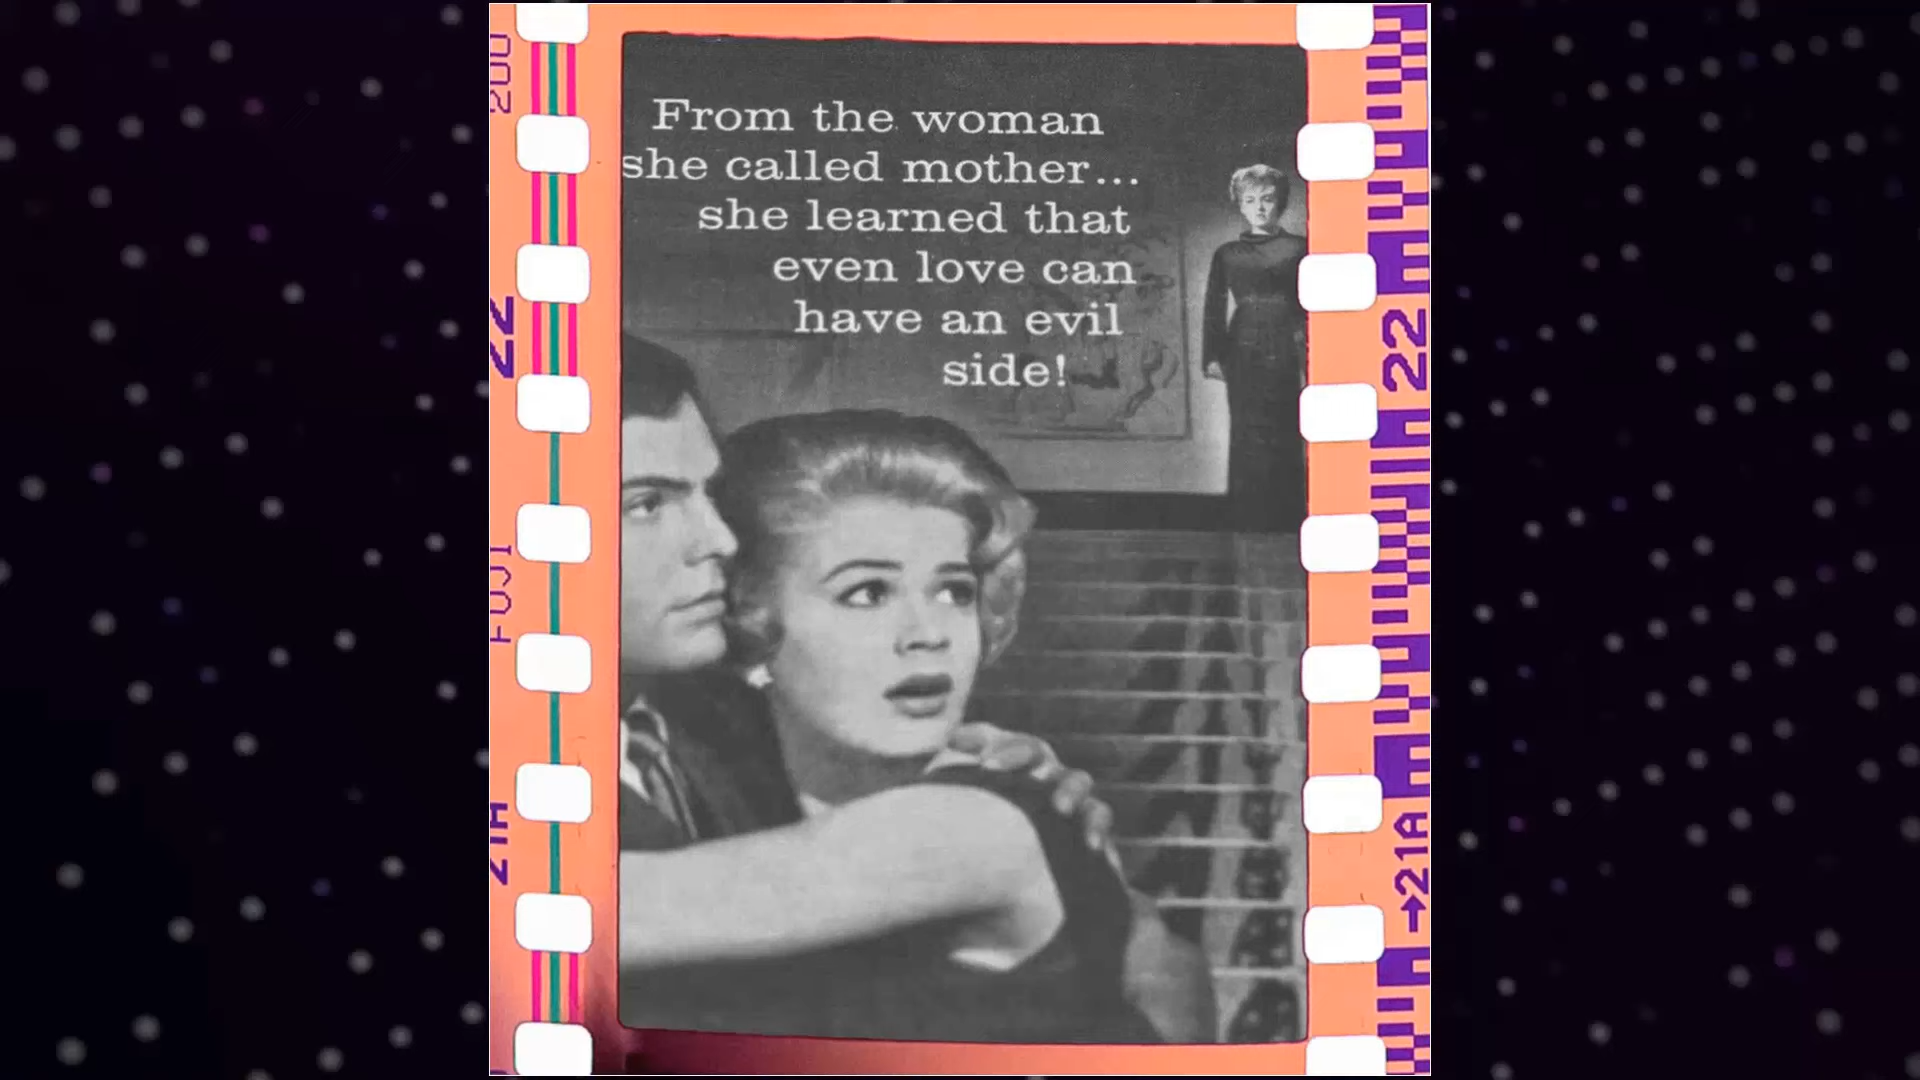 From the woman
she called mother...
she learned that
even love can
have an evil
side!
200
22
FUJI
21A
22
→21A